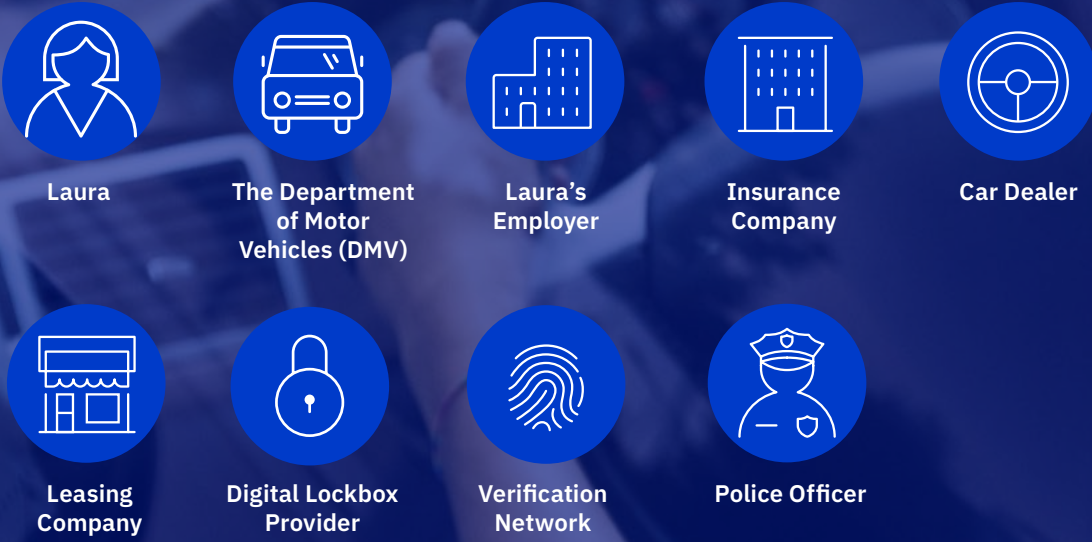 Laura
The Department
of Motor
Vehicles (DMV)
Laura’s
Employer
Insurance
Company
Car Dealer
Leasing
Company
Digital Lockbox
Provider
Verification
Network
Police Officer